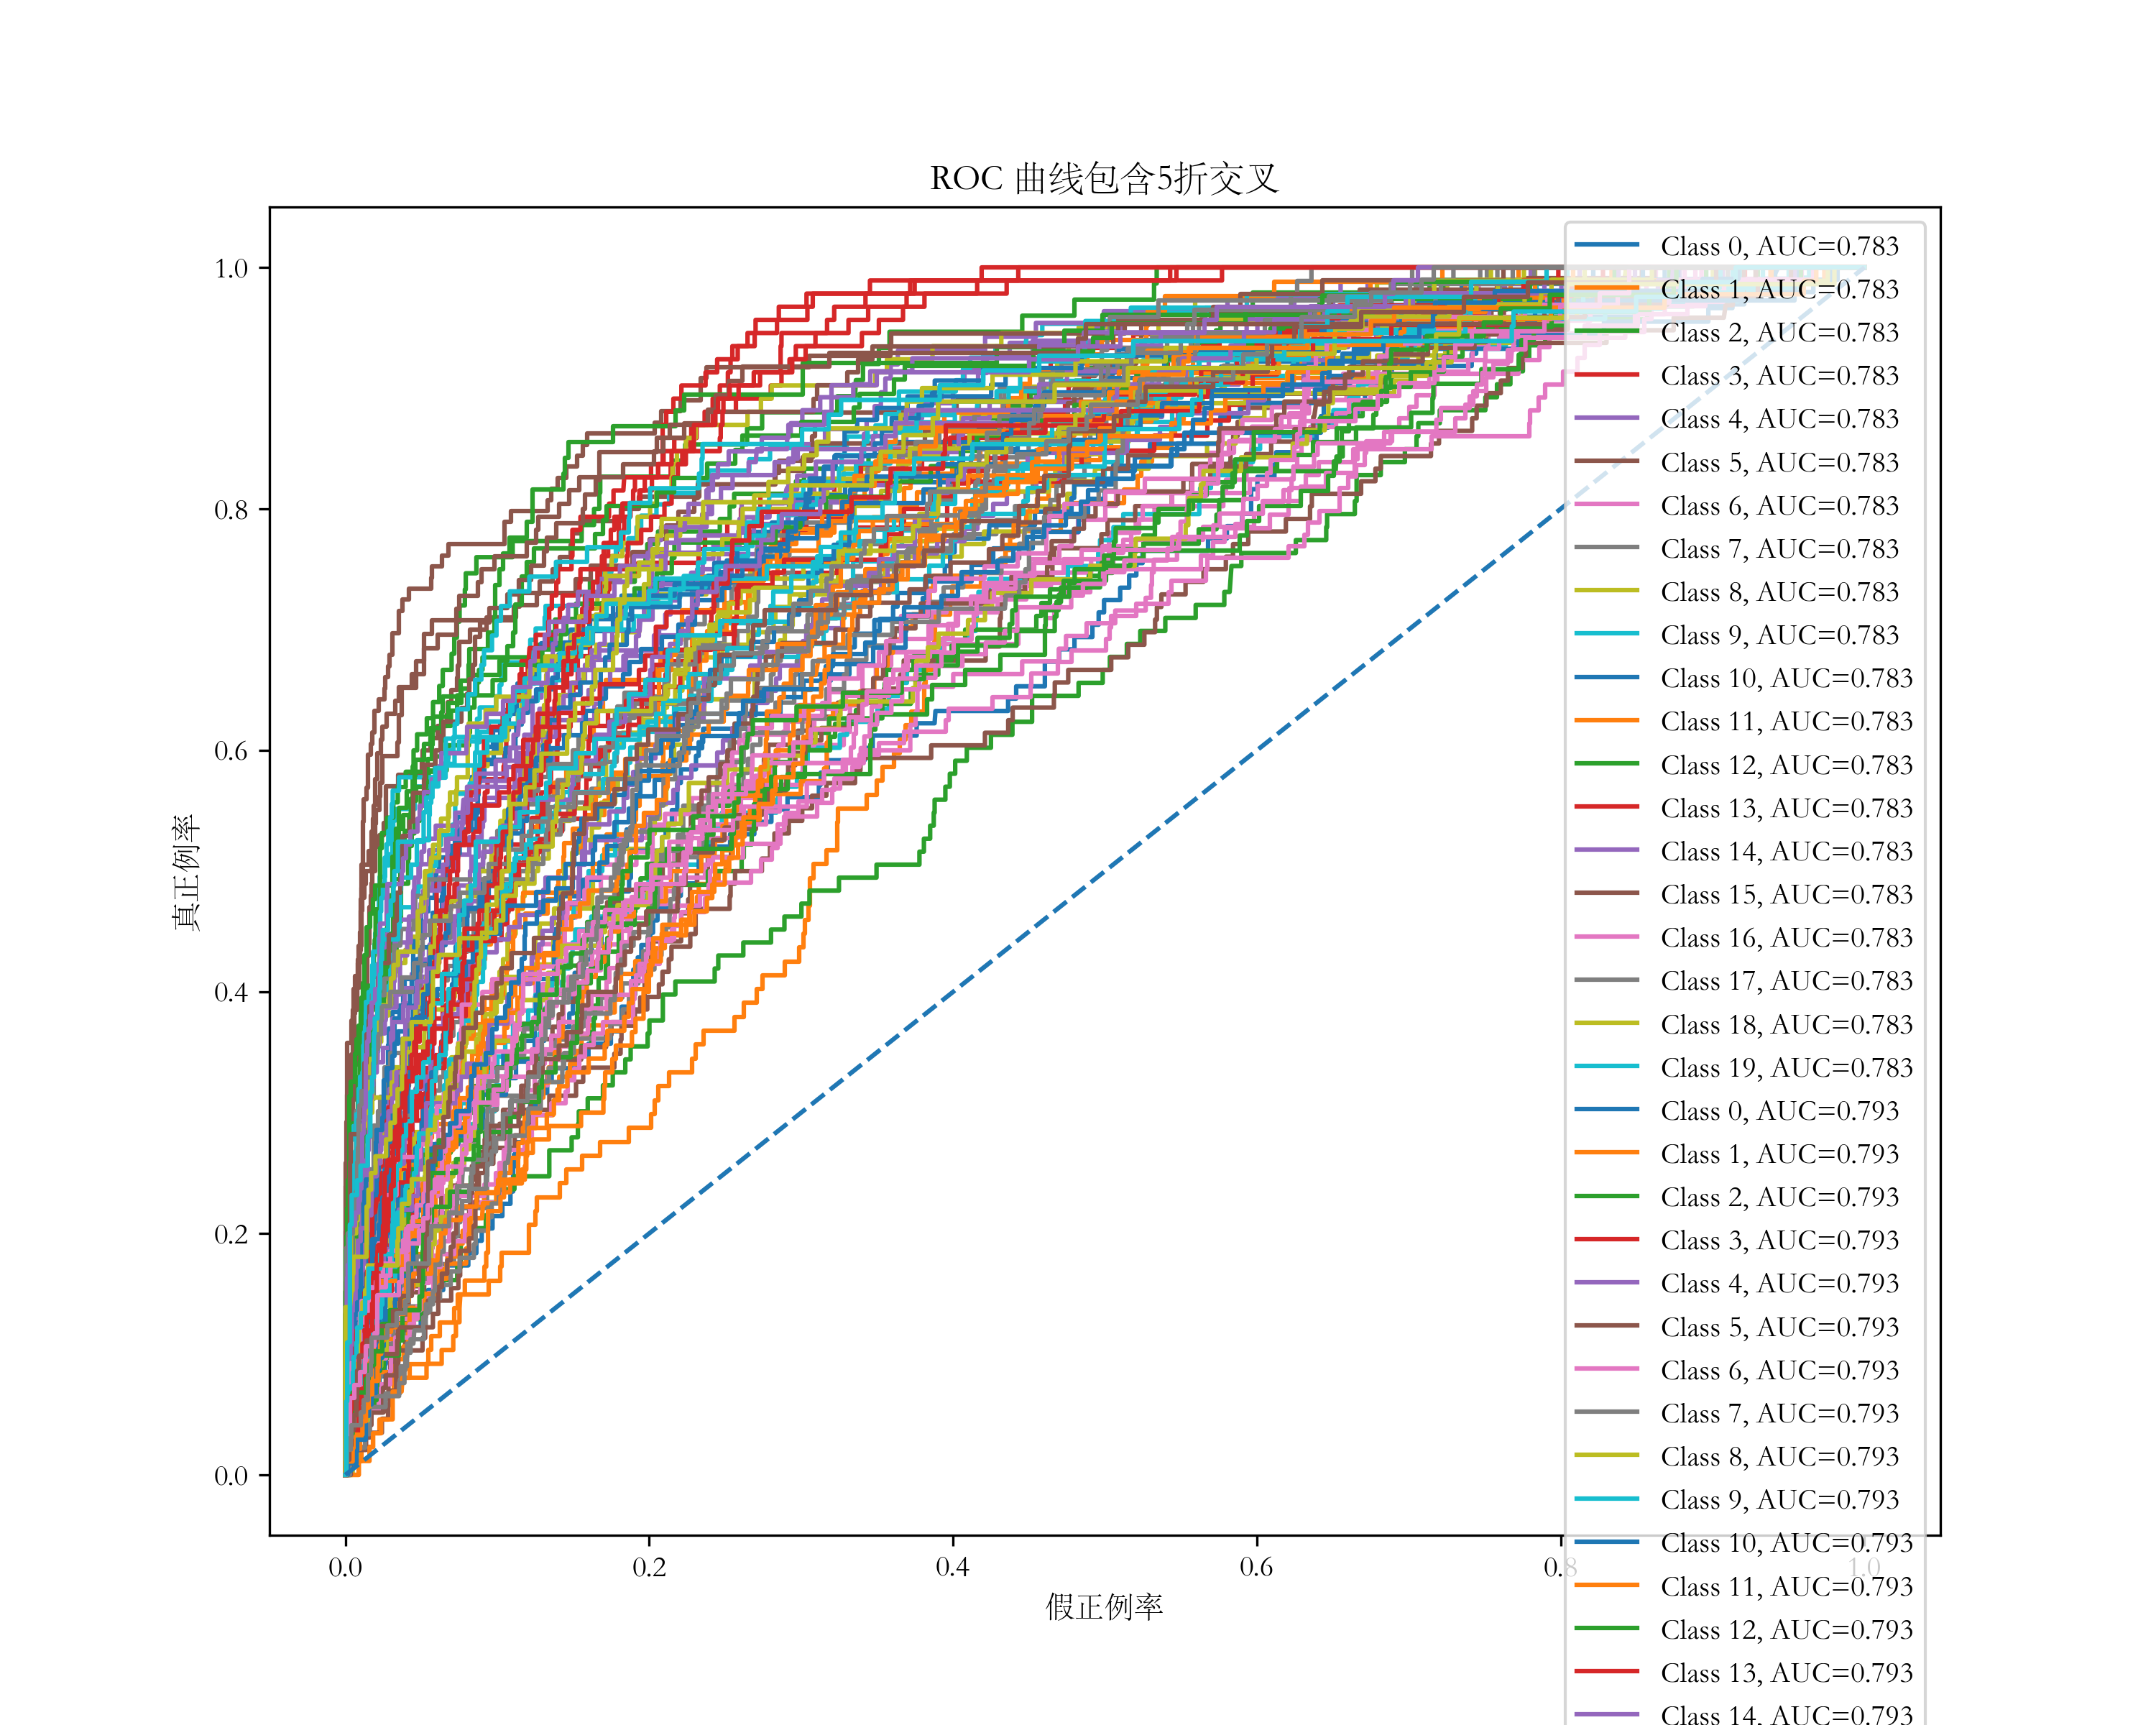 ROC 曲线包含5折交叉
真正例率
1.0
0.8
0.6
0.4
0.2
0.0
0.0
0.2
0.4
0.6
0.8
1.0
假正例率
Class 0, AUC=0.783
Class 1, AUC=0.783
Class 2, AUC=0.783
Class 3, AUC=0.783
Class 4, AUC=0.783
Class 5, AUC=0.783
Class 6, AUC=0.783
Class 7, AUC=0.783
Class 8, AUC=0.783
Class 9, AUC=0.783
Class 10, AUC=0.783
Class 11, AUC=0.783
Class 12, AUC=0.783
Class 13, AUC=0.783
Class 14, AUC=0.783
Class 15, AUC=0.783
Class 16, AUC=0.783
Class 17, AUC=0.783
Class 18, AUC=0.783
Class 19, AUC=0.783
Class 0, AUC=0.793
Class 1, AUC=0.793
Class 2, AUC=0.793
Class 3, AUC=0.793
Class 4, AUC=0.793
Class 5, AUC=0.793
Class 6, AUC=0.793
Class 7, AUC=0.793
Class 8, AUC=0.793
Class 9, AUC=0.793
Class 10, AUC=0.793
Class 11, AUC=0.793
Class 12, AUC=0.793
Class 13, AUC=0.793
Class 14, AUC=0.793